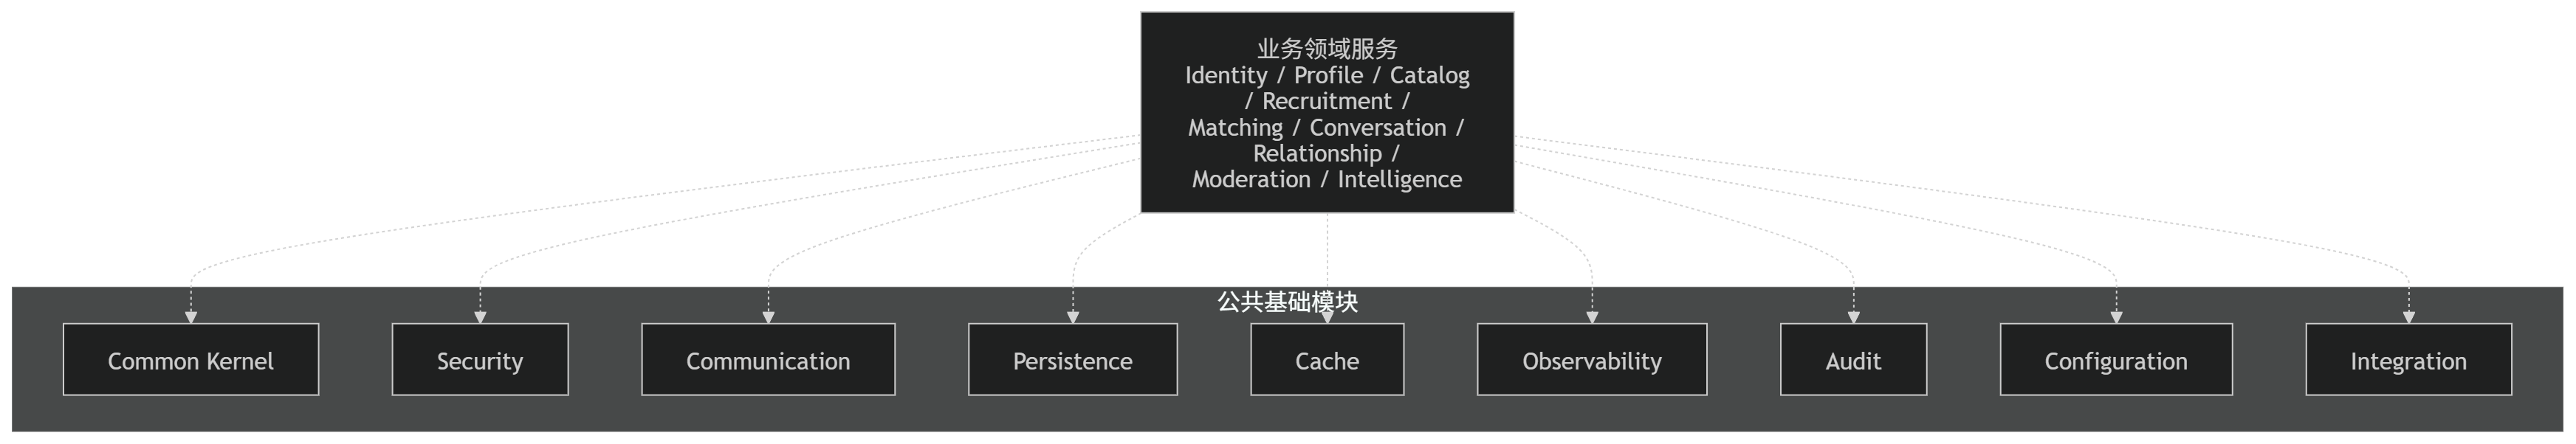 业务领域服务
Identity / Profile / Catalog
/ Recruitment /
Matching / Conversation /
Relationship /
Moderation / Intelligence
公共基础模块
Common Kernel
Security
Communication
Persistence
Cache
Observability
Audit
Configuration
Integration